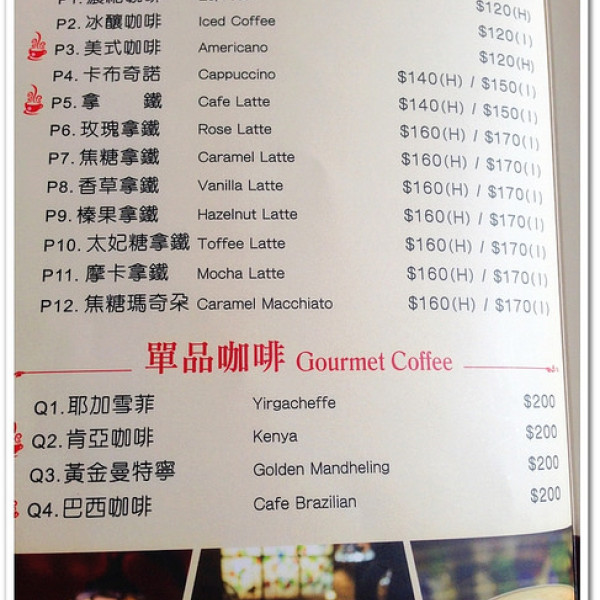 $120(H)
P2. 冰釀咖啡 Iced Coffee $120(I)
P3. 美式咖啡 Americano $120(H)
P4. 卡布奇諾 Cappuccino $140(H) / $150(I)
P5. 拿 鐵 Cafe Latte $140(H) / $150(I)
P6. 玫瑰拿鐵 Rose Latte $160(H) / $170(I)
P7. 焦糖拿鐵 Caramel Latte $160(H) / $170(I)
P8. 香草拿鐵 Vanilla Latte $160(H) / $170(I)
P9. 榛果拿鐵 Hazelnut Latte $160(H) / $170(I)
P10. 太妃糖拿鐵 Toffee Latte $160(H) / $170(I)
P11. 摩卡拿鐵 Mocha Latte $160(H) / $170(I)
P12. 焦糖瑪奇朵 Caramel Macchiato $160(H) / $170(I)
單品咖啡 Gourmet Coffee
Q1. 耶加雪菲 Yirgacheffe $200
Q2. 肯亞咖啡 Kenya $200
Q3. 黃金曼特寧 Golden Mandheling $200
Q4. 巴西咖啡 Cafe Brazilian $200